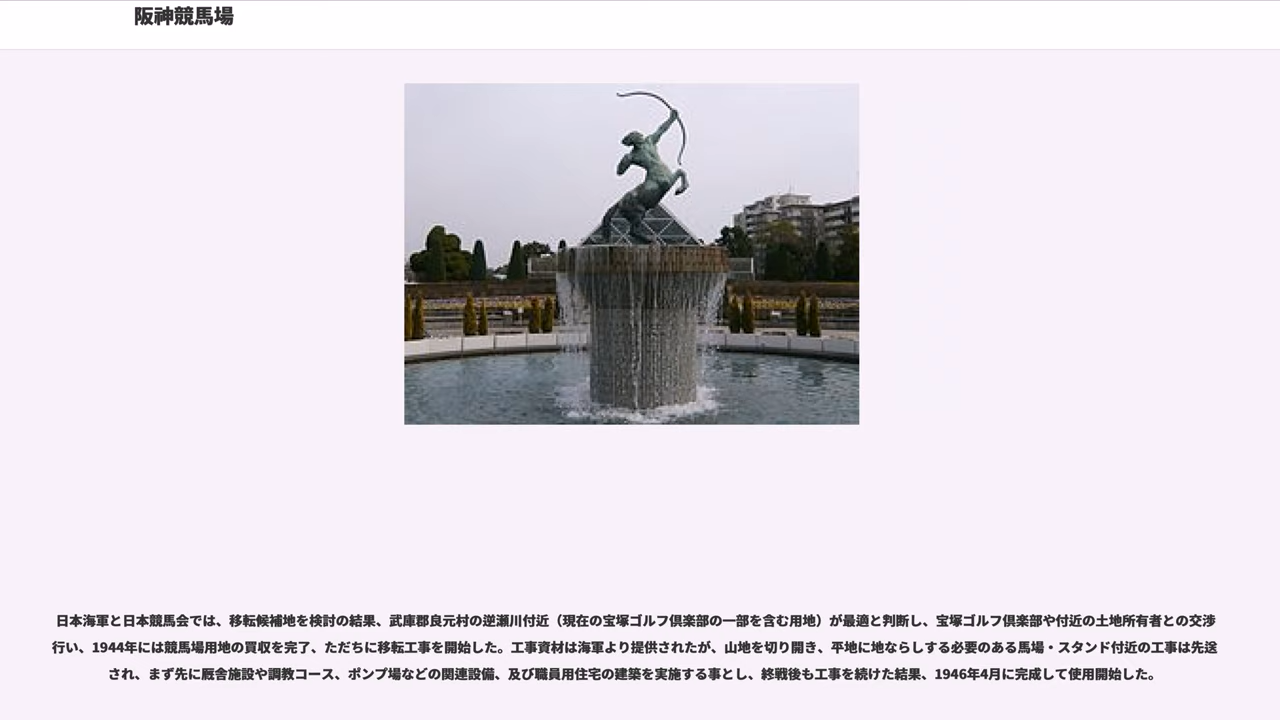 阪神競馬場
日本海軍と日本競馬会では、移転候補地を検討の結果、武庫郡良元村の逆瀬川付近（現在の宝塚ゴルフ倶楽部の一部を含む用地）が最適と判断し、宝塚ゴルフ倶楽部や付近の土地所有者との交渉
行い、1944年には競馬場用地の買収を完了、ただちに移転工事を開始した。工事資材は海軍より提供されたが、山地を切り開き、平地に地ならしする必要のある馬場・スタンド付近の工事は先送
され、まず先に厩舎施設や調教コース、ポンプ場などの関連設備、及び職員用住宅の建築を実施する事とし、終戦後も工事を続けた結果、1946年4月に完成して使用開始した。